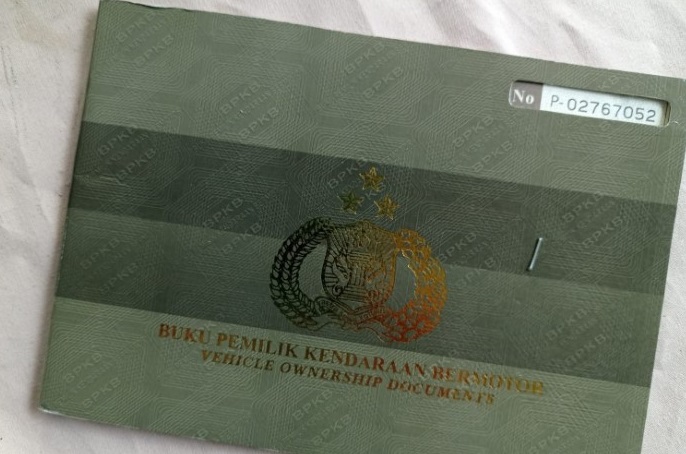 No P-02767052
BUKU PEMILIK KENDARAAN BERMOTOR
VEHICLE OWNERSHIP DOCUMENTS